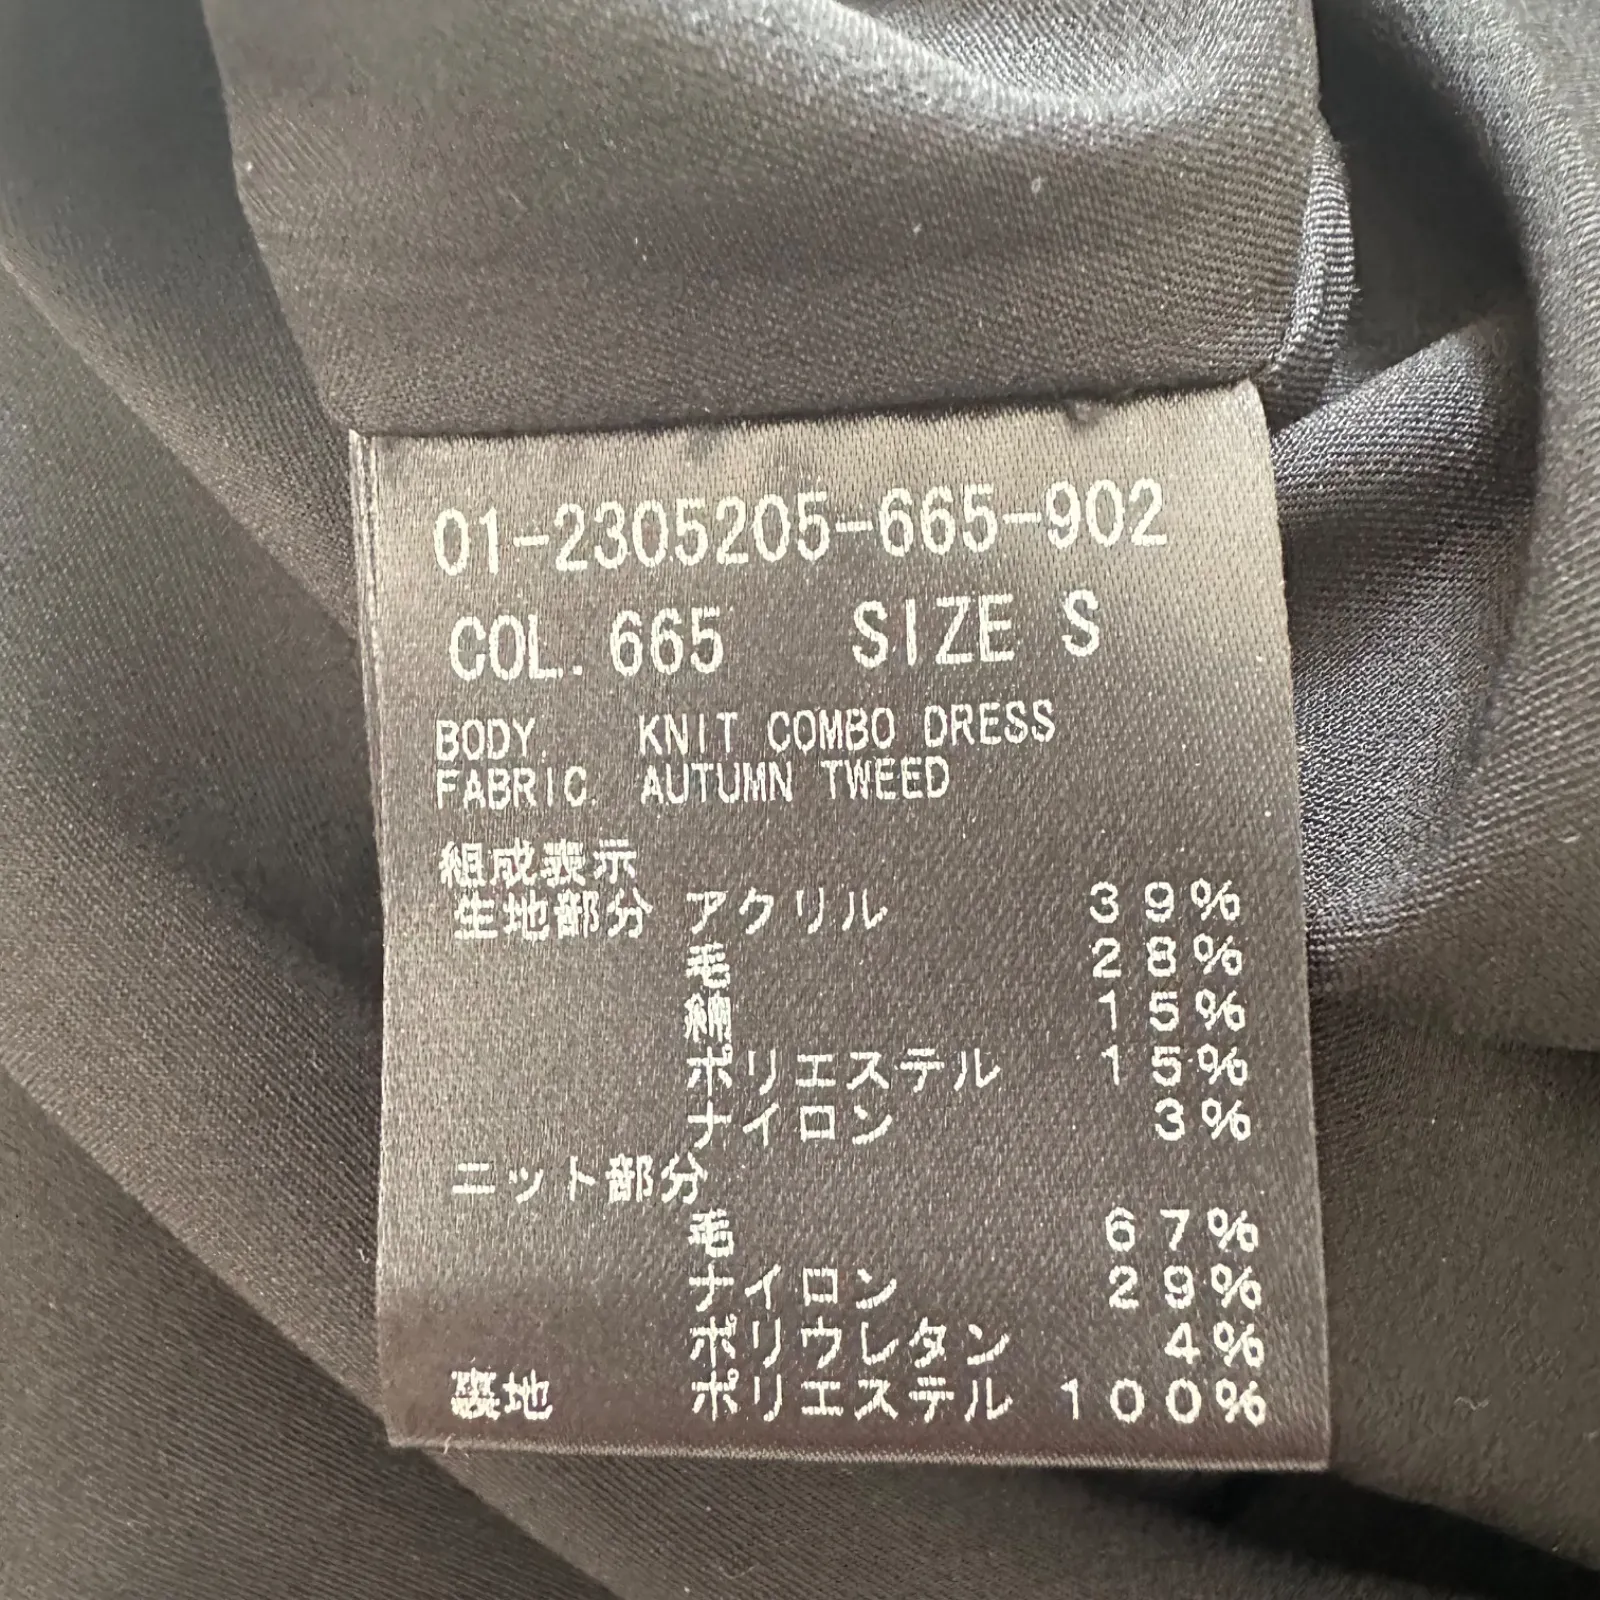 01-2305205-665-902
COL. 665 SIZE S
BODY. KNIT COMBO DRESS
FABRIC. AUTUMN TWEED
組成表示
生地部分 アクリル 39%
毛 28%
綿 15%
ポリエステル 15%
ナイロン 3%
ニット部分
毛 67%
ナイロン 29%
ポリウレタン 4%
裏地 ポリエステル 100%